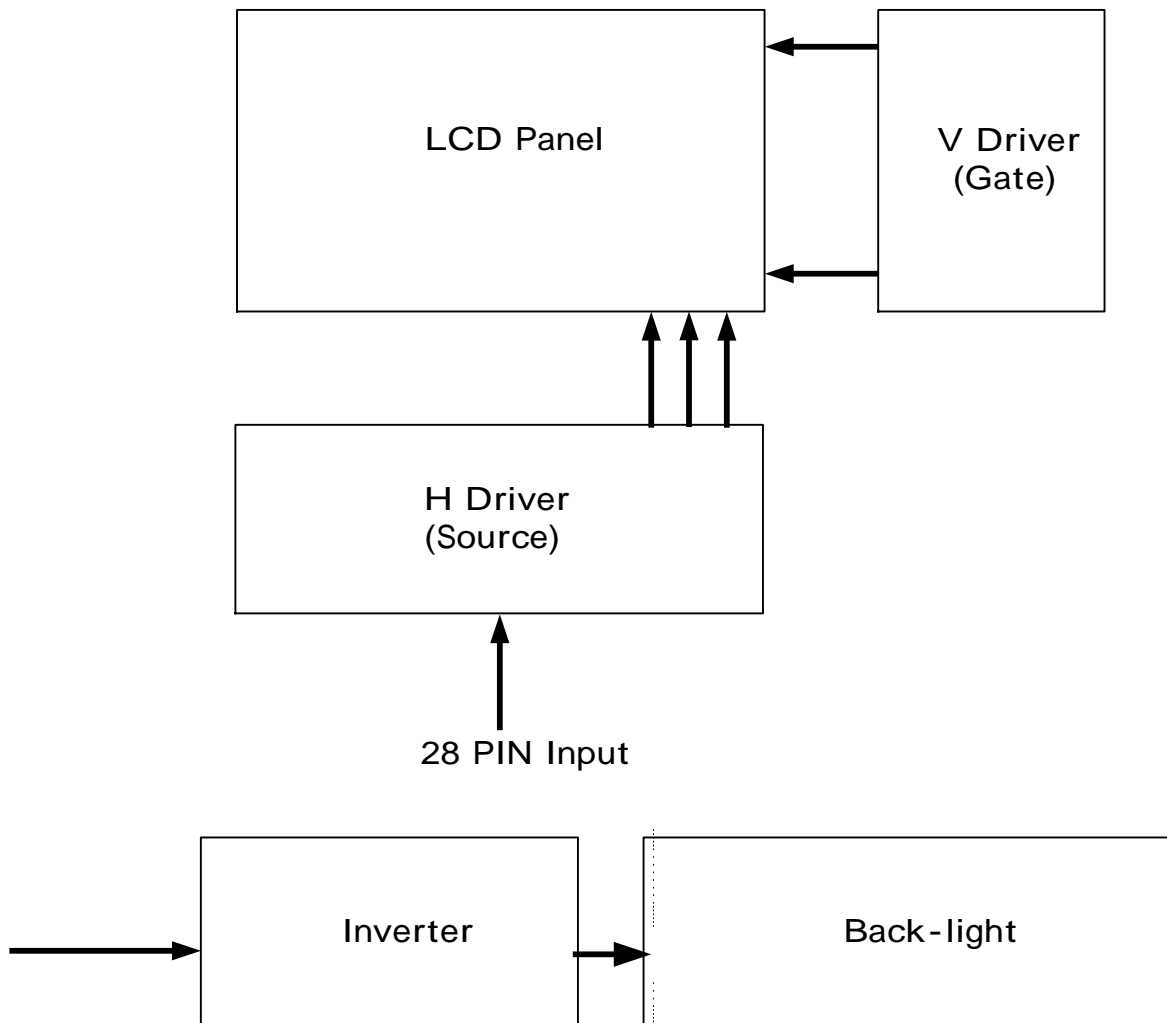 LCD Panel
V Driver
(Gate)
H Driver
(Source)
28 PIN Input
Inverter
Back-light